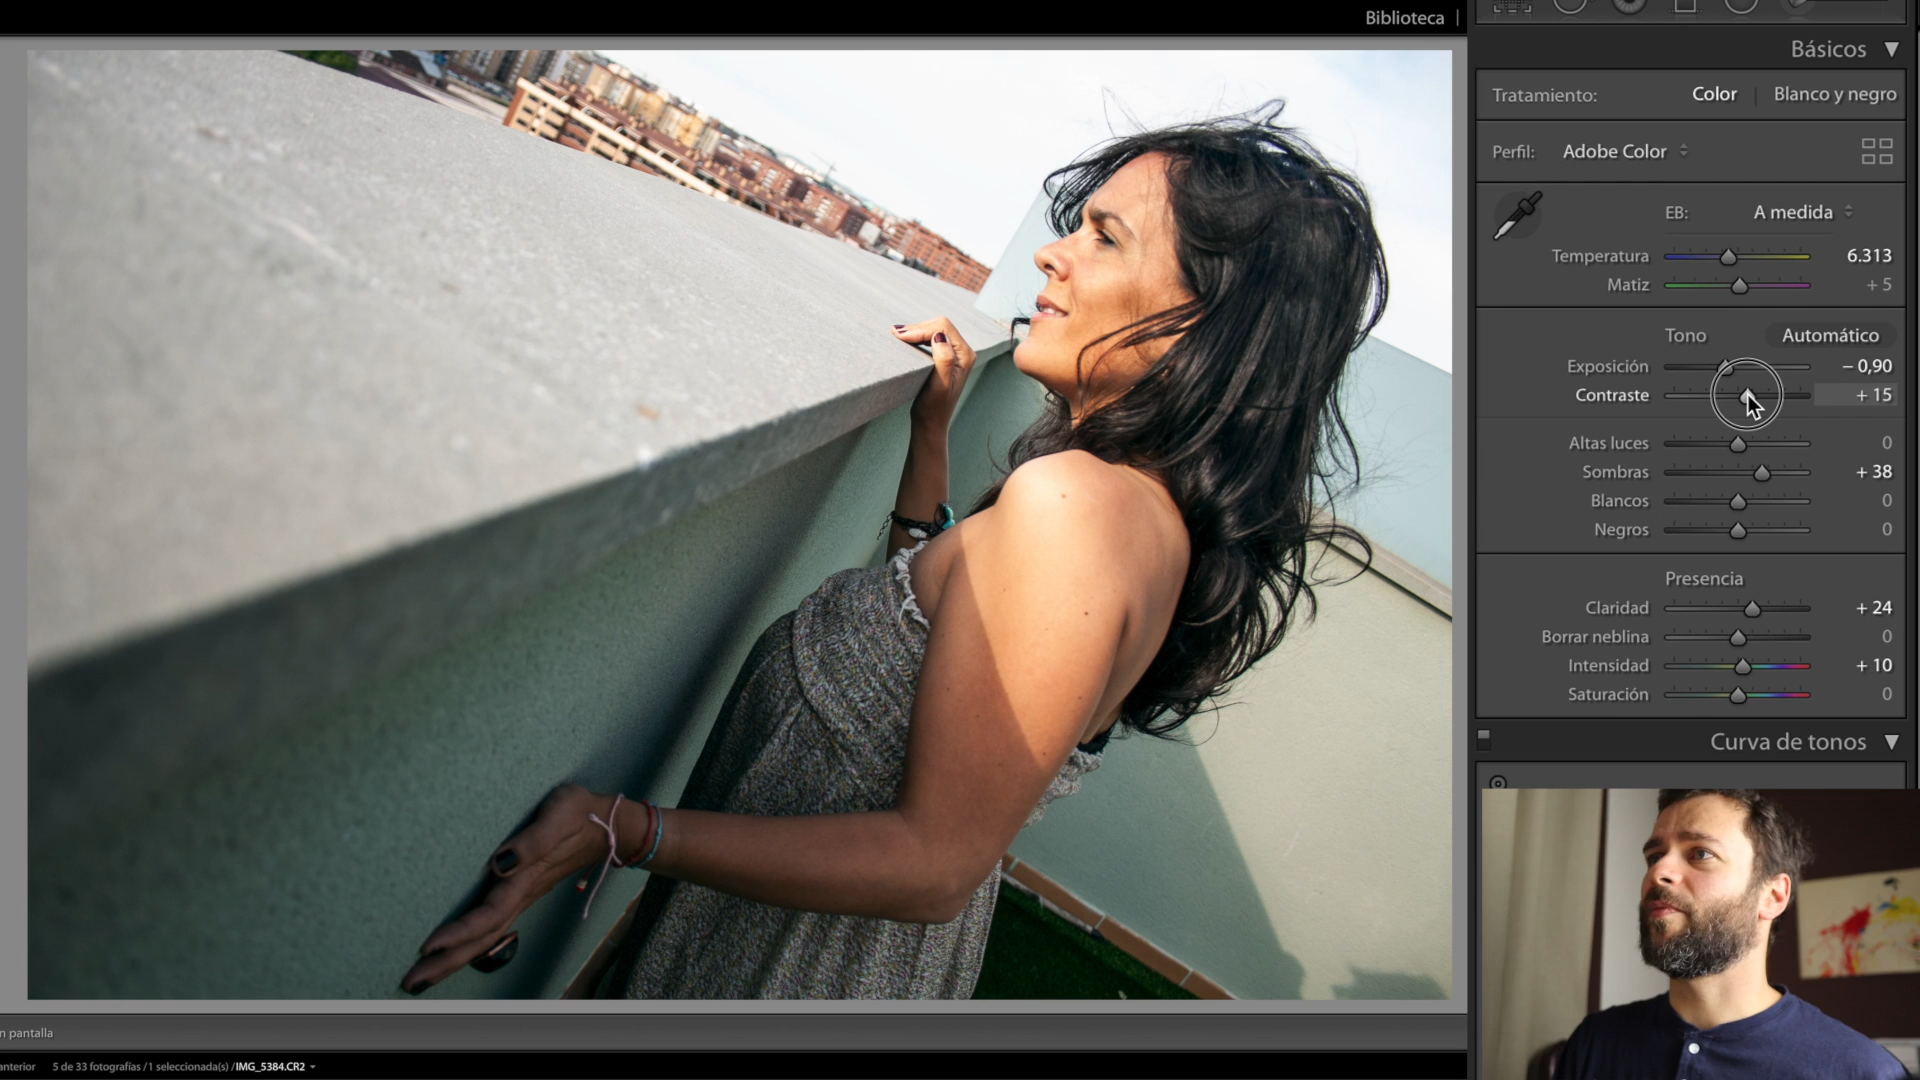 Biblioteca |
Básicos
Tratamiento: Color | Blanco y negro
Perfil: Adobe Color
EB: A medida
Temperatura 6.313
Matiz + 5
Tono Automático
Exposición – 0,90
Contraste + 15
Altas luces 0
Sombras + 38
Blancos 0
Negros 0
Presencia
Claridad + 24
Borrar neblina 0
Intensidad + 10
Saturación 0
Curva de tonos
n pantalla
anterior 5 de 33 fotografías /1 seleccionada(s) /IMG_5384.CR2